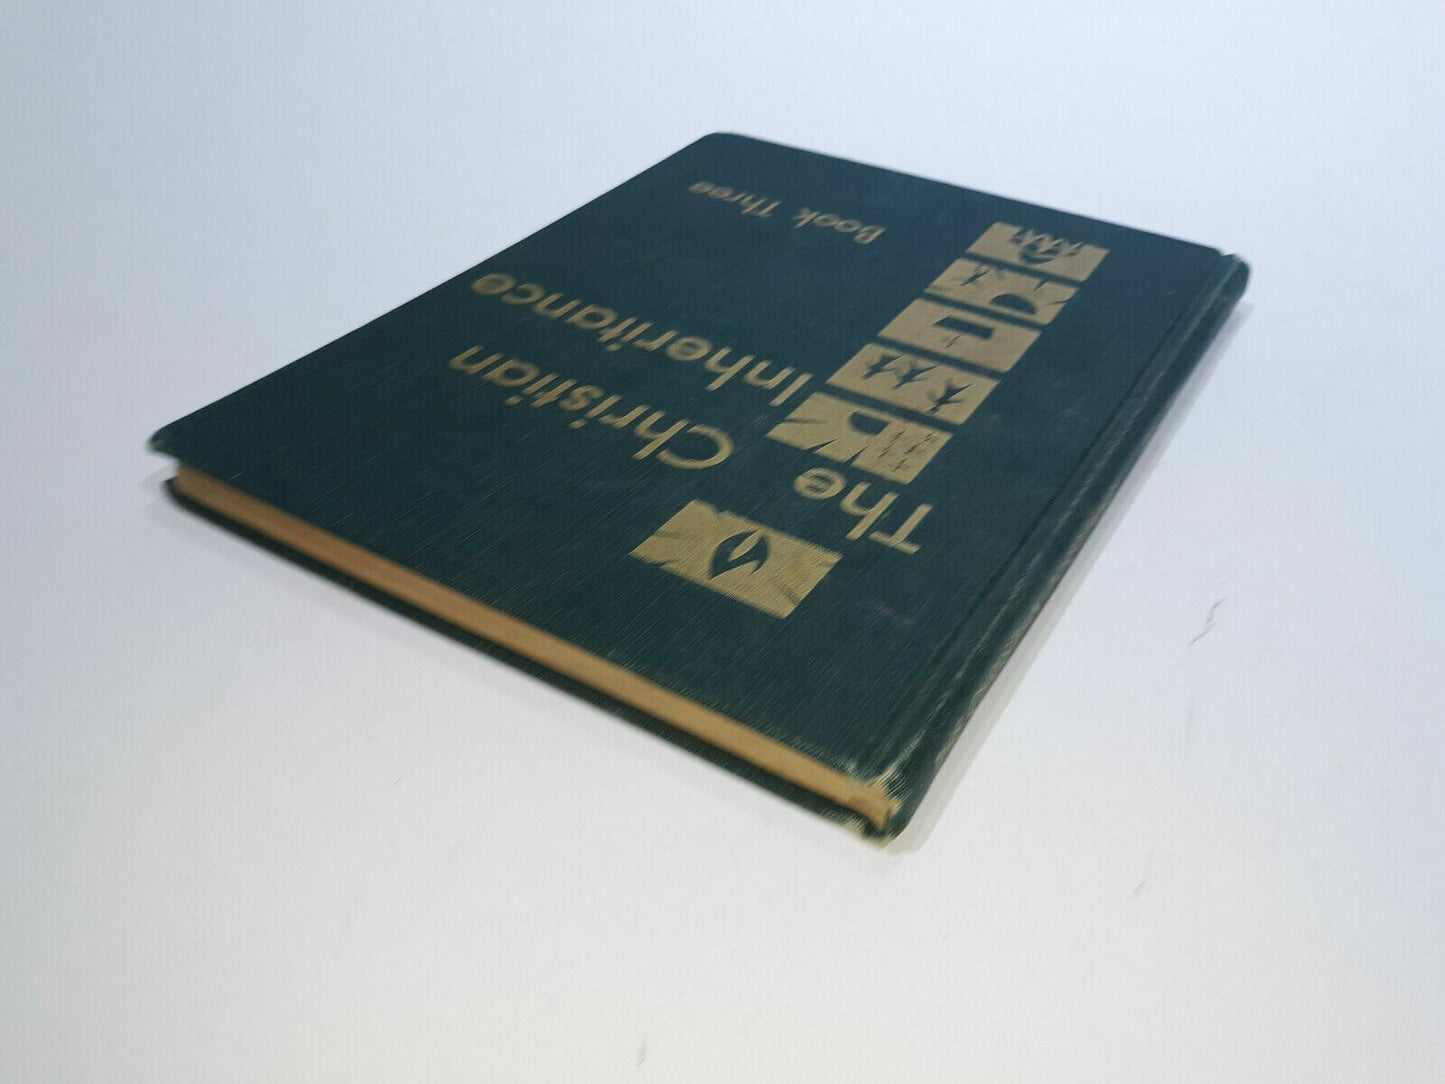 The
Christian
Inheritance
Book Three